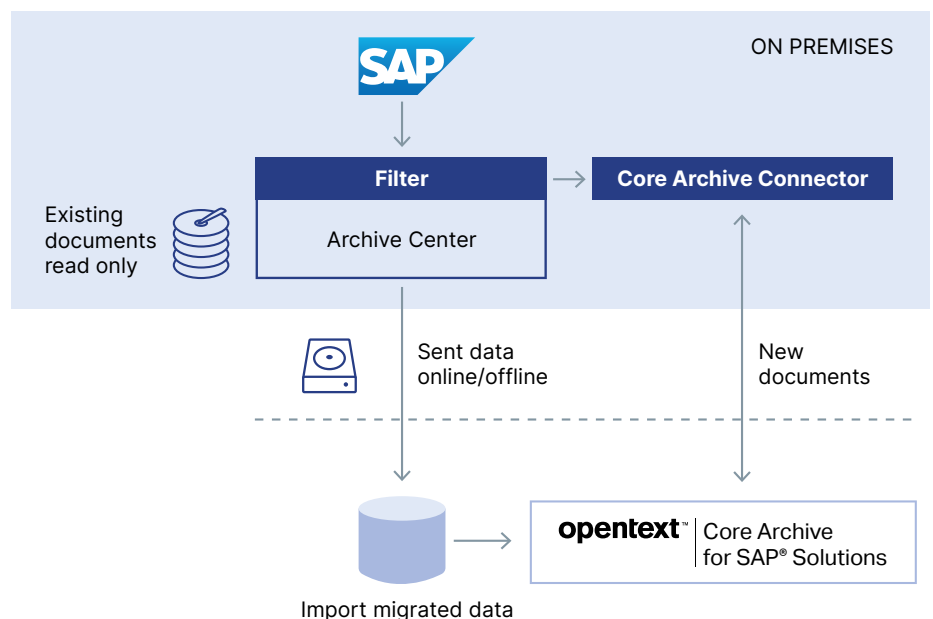 ON PREMISES
SAP
Filter
Core Archive Connector
Existing
documents
read only
Archive Center
Sent data
online/offline
New
documents
opentext™
Core Archive
for SAP® Solutions
Import migrated data